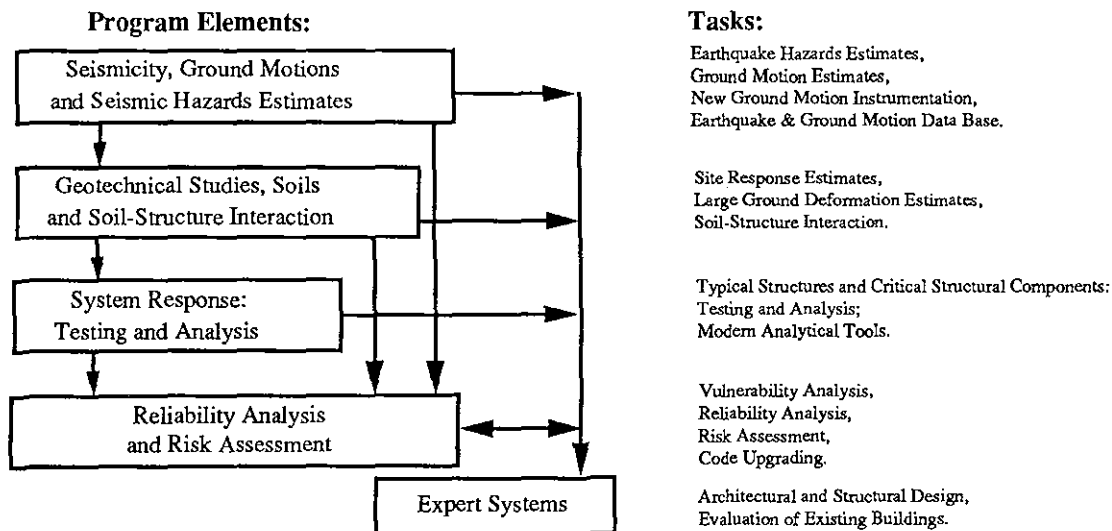 Program Elements:
Seismicity, Ground Motions
and Seismic Hazards Estimates
Geotechnical Studies, Soils
and Soil-Structure Interaction
System Response:
Testing and Analysis
Reliability Analysis
and Risk Assessment
Expert Systems
Tasks:
Earthquake Hazards Estimates,
Ground Motion Estimates,
New Ground Motion Instrumentation,
Earthquake & Ground Motion Data Base.
Site Response Estimates,
Large Ground Deformation Estimates,
Soil-Structure Interaction.
Typical Structures and Critical Structural Components:
Testing and Analysis;
Modern Analytical Tools.
Vulnerability Analysis,
Reliability Analysis,
Risk Assessment,
Code Upgrading.
Architectural and Structural Design,
Evaluation of Existing Buildings.